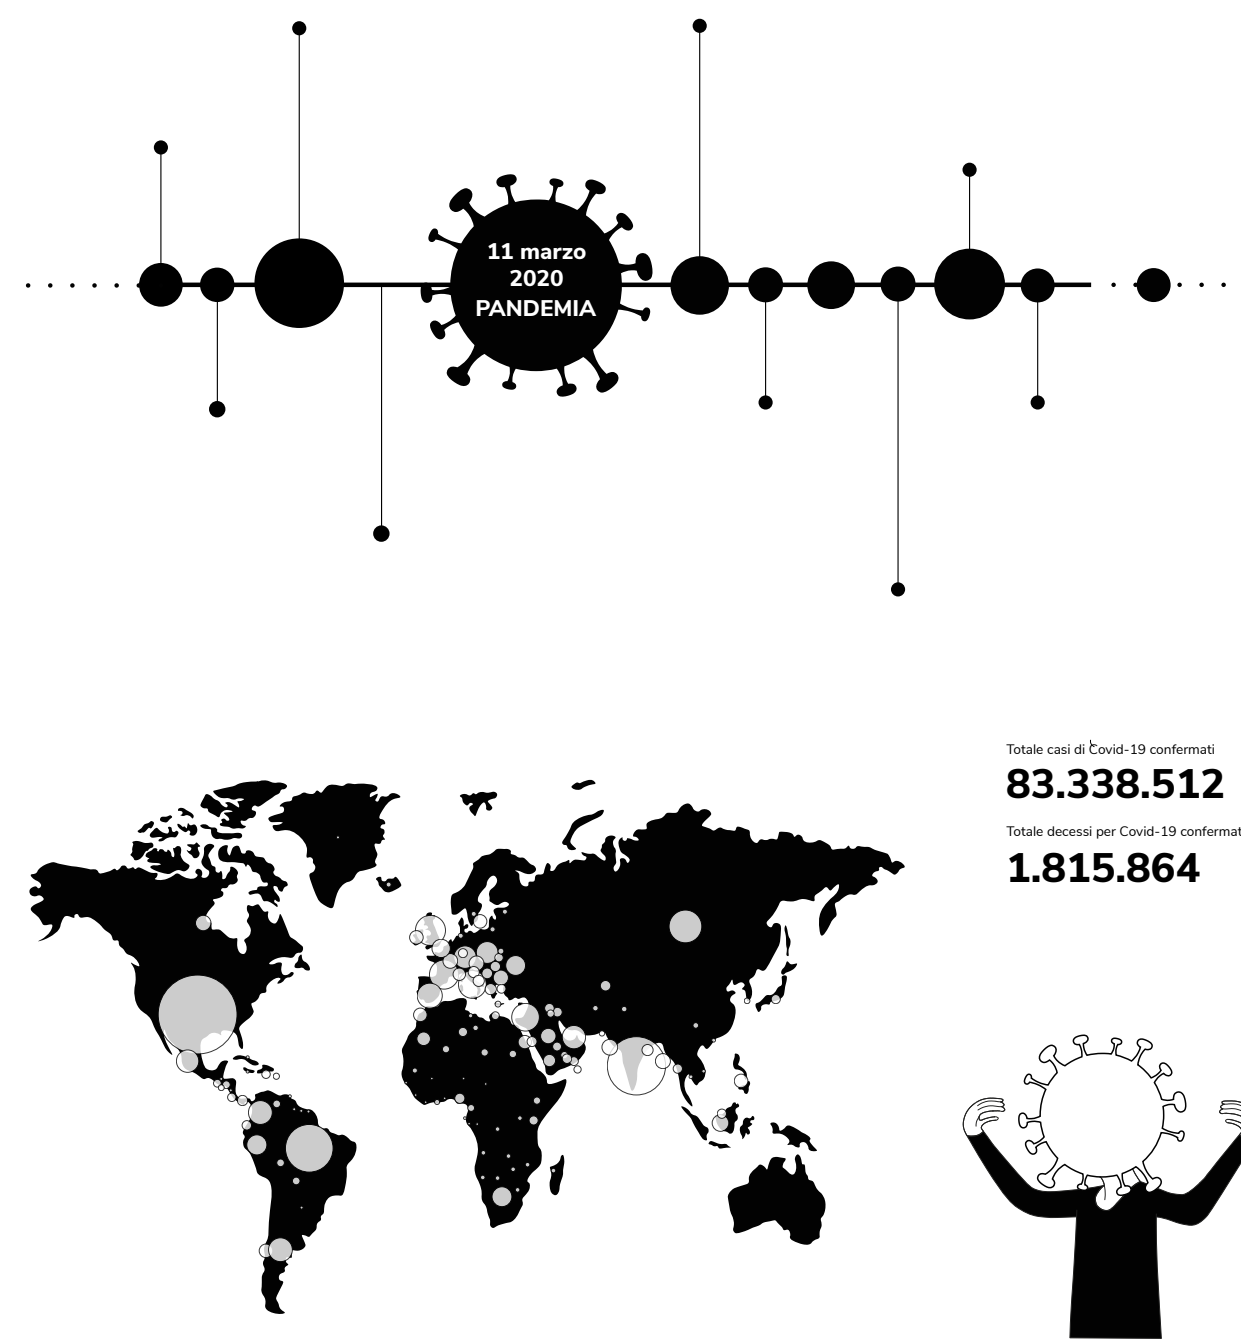 11 marzo
2020
PANDEMIA
Totale casi di Covid-19 confermati
83.338.512
Totale decessi per Covid-19 confermat
1.815.864